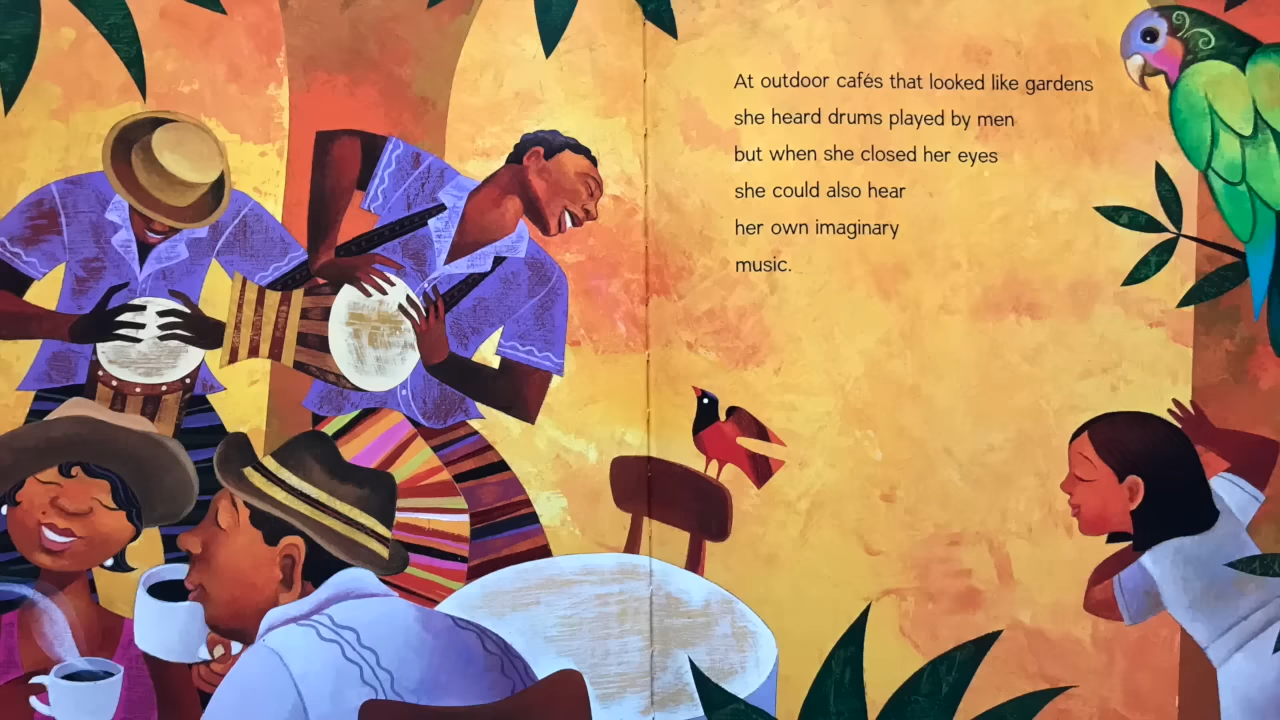 At outdoor cafés that looked like gardens
she heard drums played by men
but when she closed her eyes
she could also hear
her own imaginary
music.